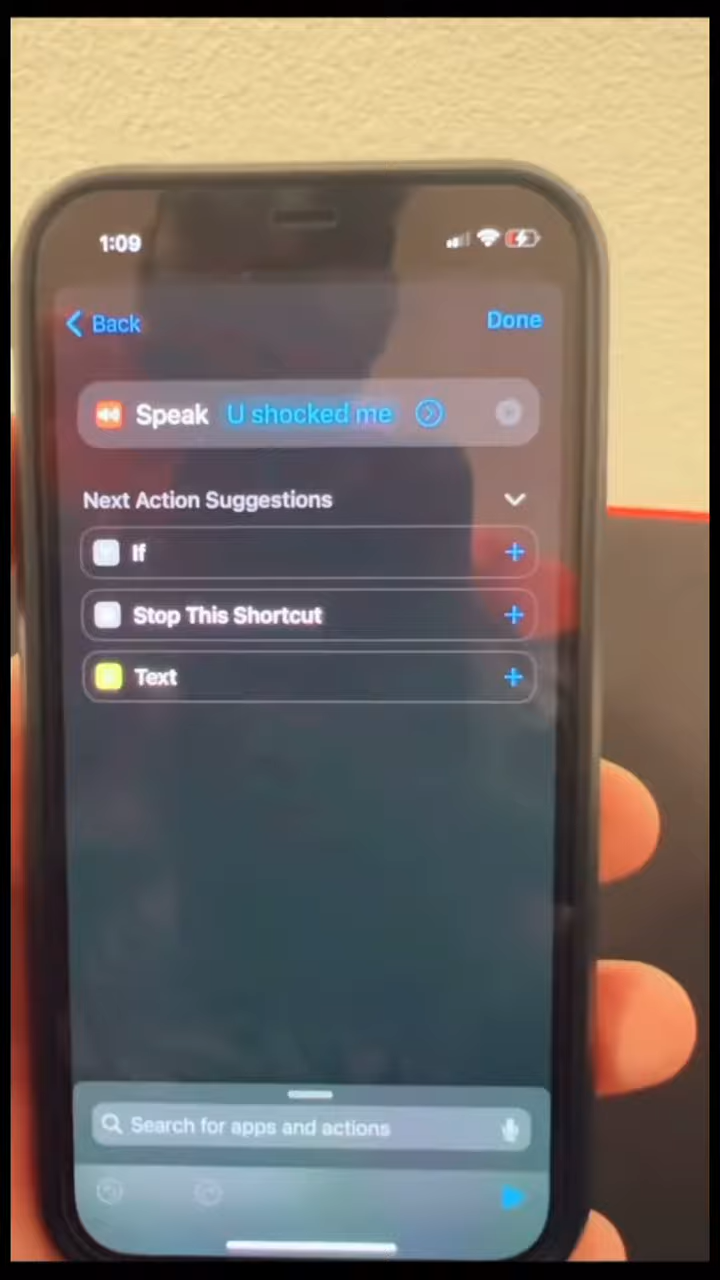 1:09
Back
Done
Speak U shocked me
Next Action Suggestions
If
Stop This Shortcut
Text
Search for apps and actions